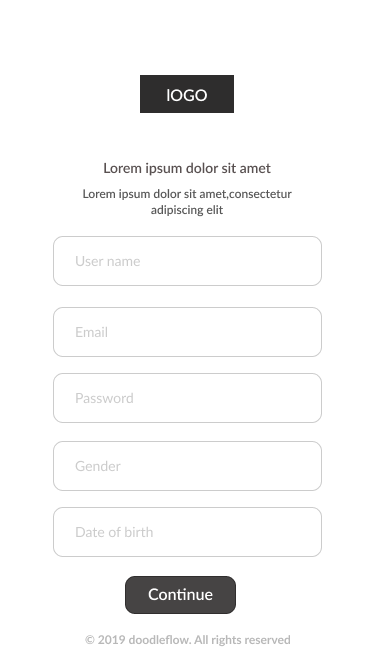 lOGO
Lorem ipsum dolor sit amet
Lorem ipsum dolor sit amet,consectetur
adipiscing elit
User name
Email
Password
Gender
Date of birth
Continue
© 2019 doodleflow. All rights reserved